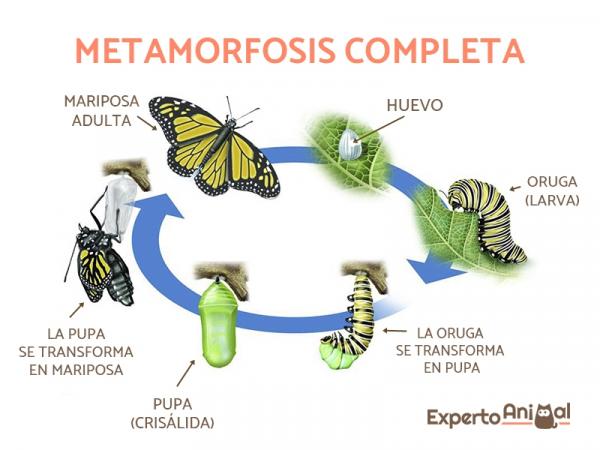 METAMORFOSIS COMPLETA
MARIPOSA
ADULTA
HUEVO
ORUGA
(LARVA)
LA ORUGA
SE TRANSFORMA
EN PUPA
PUPA
(CRISÁLIDA)
LA PUPA
SE TRANSFORMA
EN MARIPOSA
ExpertoAnimal